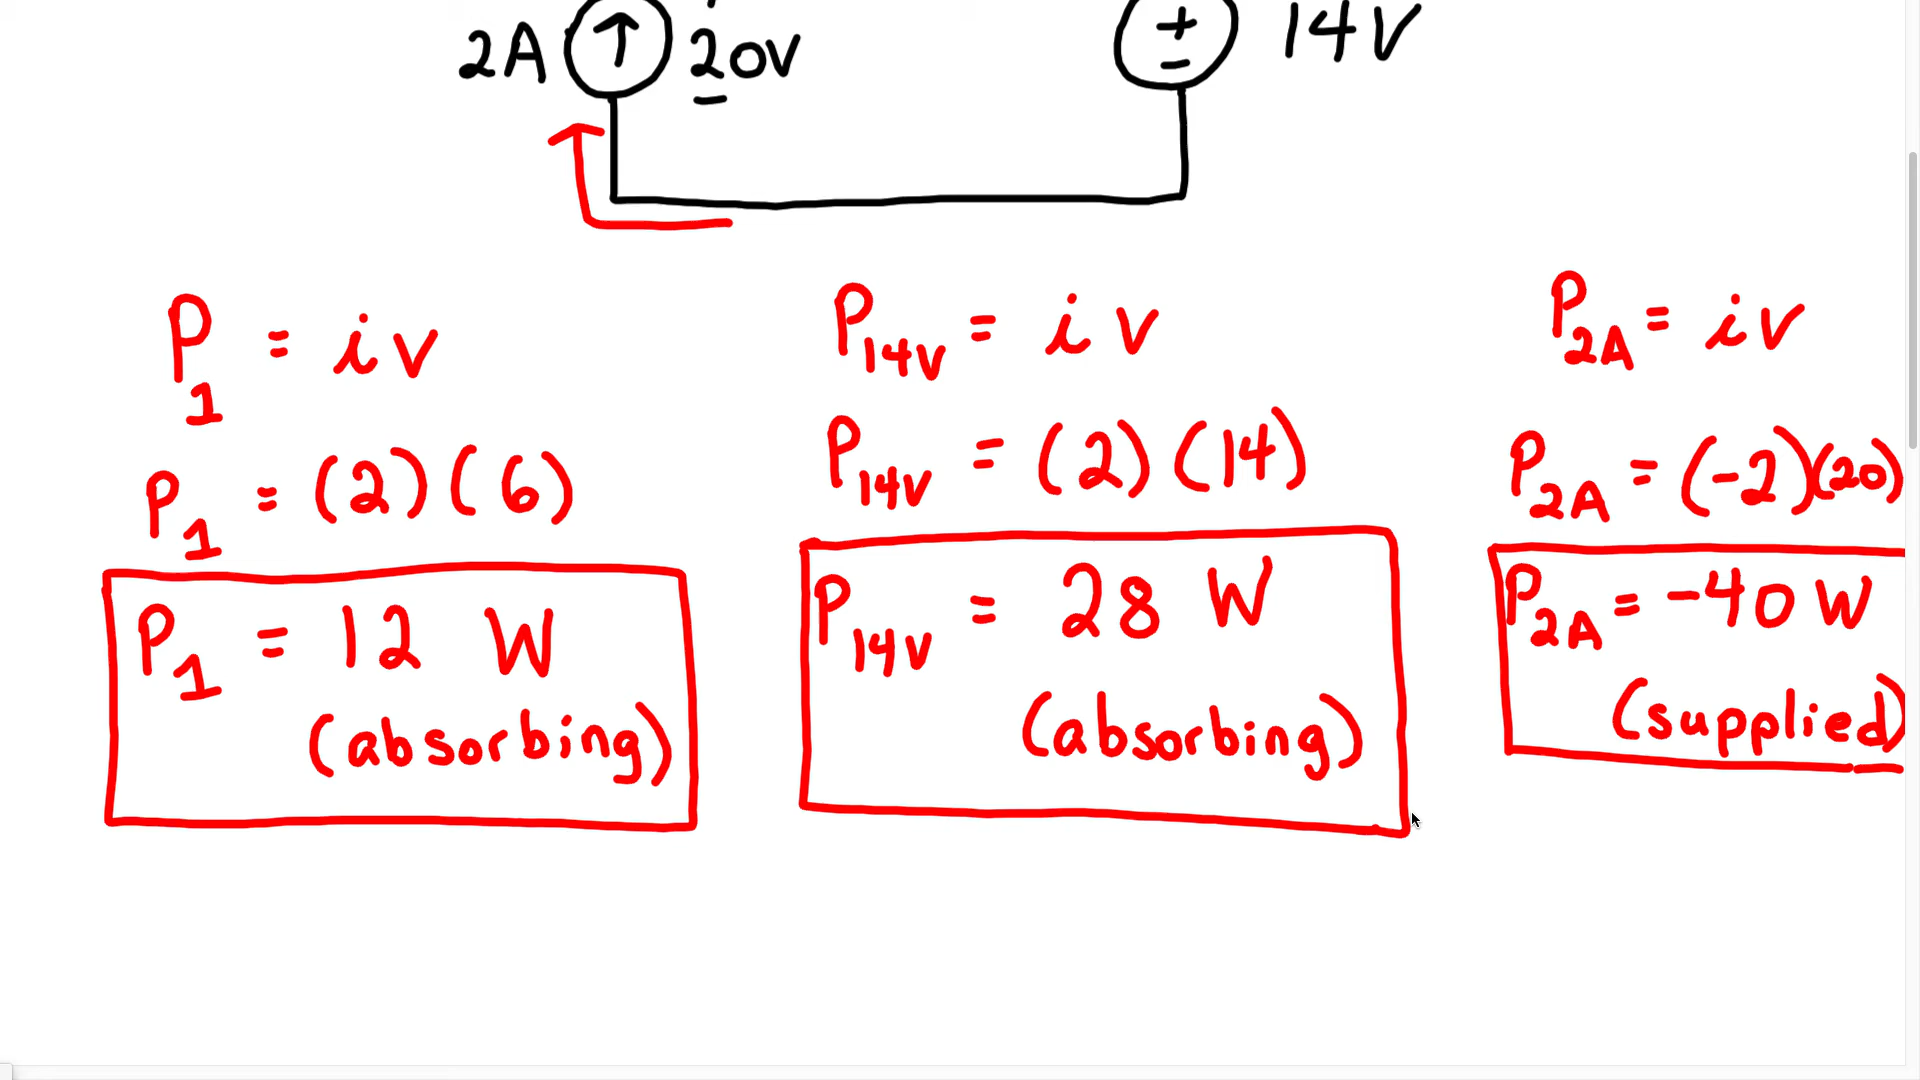 2A ↑ 20V
-
+ - 14V
P1 = iv
P1 = (2)(6)
P1 = 12 W
(absorbing)
P14V = iv
P14V = (2)(14)
P14V = 28 W
(absorbing)
P2A = iv
P2A = (-2)(20)
P2A = -40 W
(supplied)